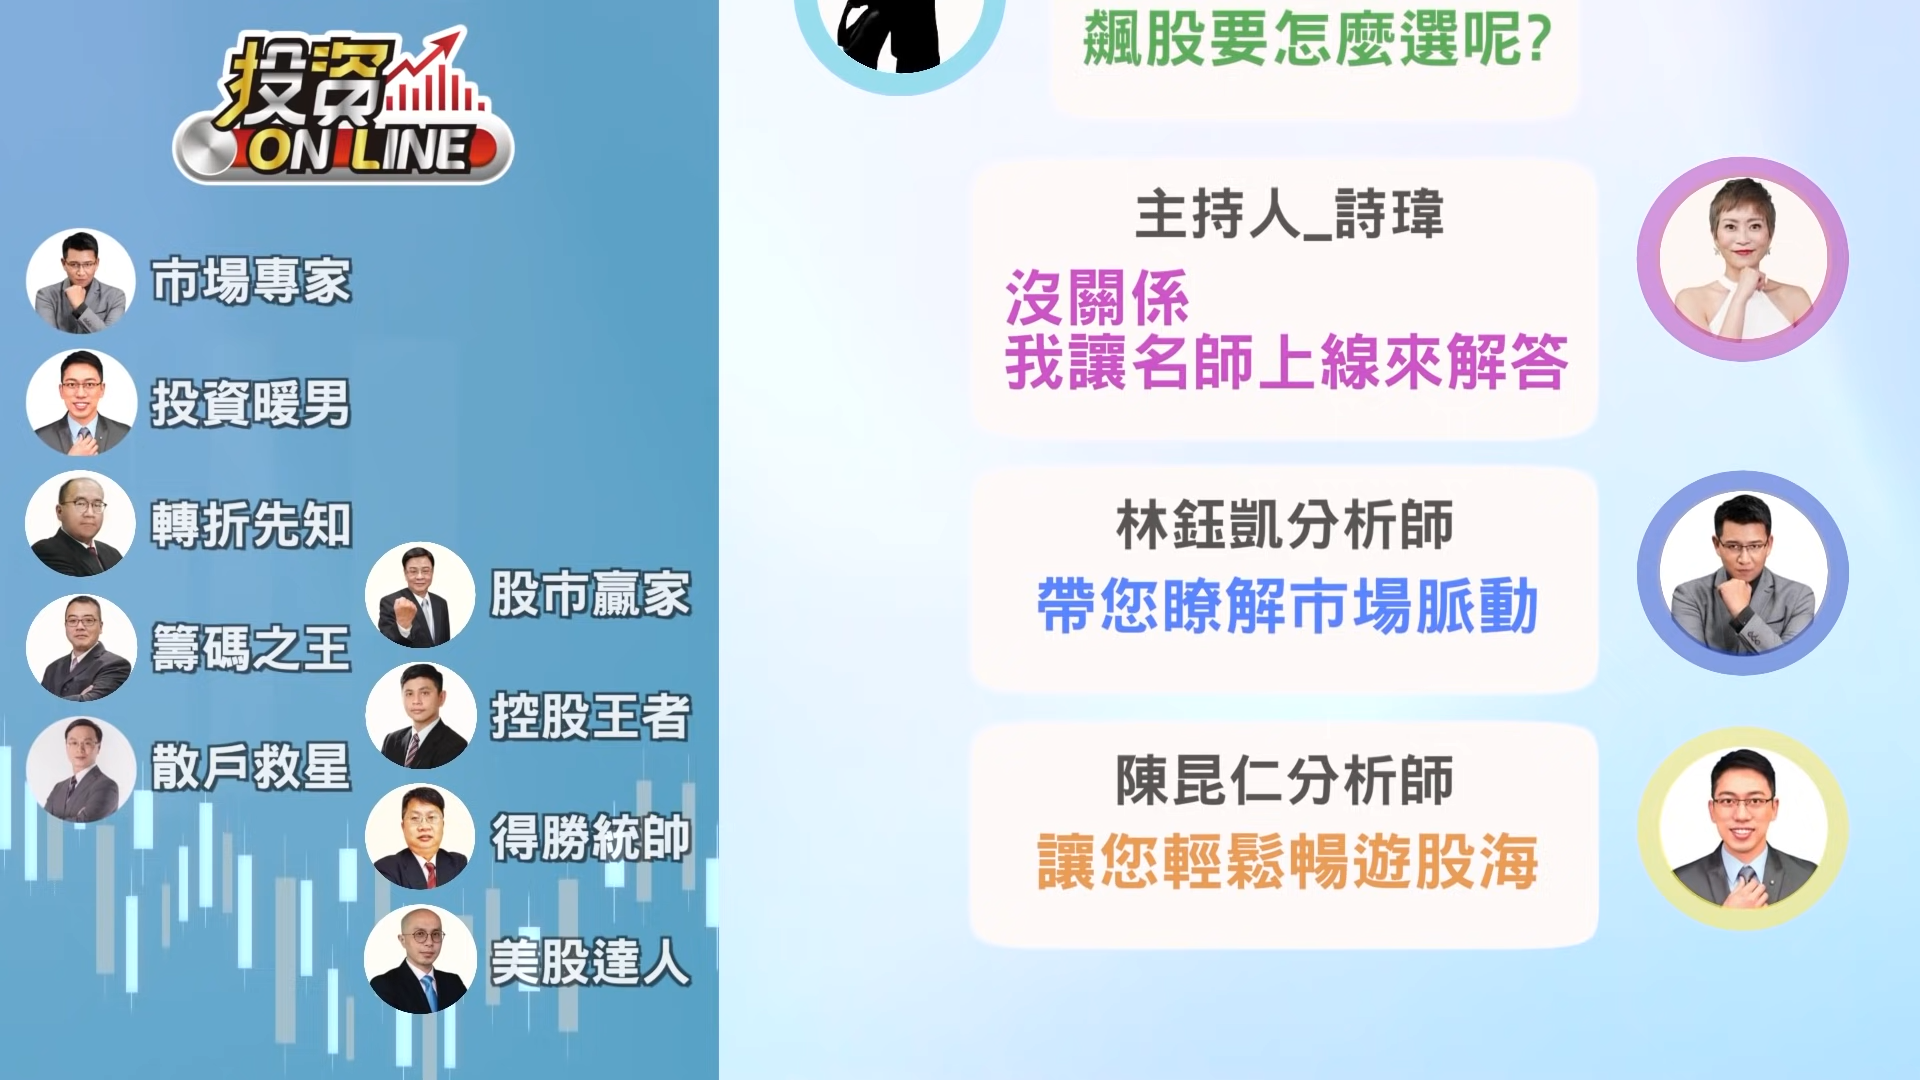 投資
ON LINE
市場專家
投資暖男
轉折先知
籌碼之王
散戶救星
股市贏家
控股王者
得勝統帥
美股達人
飆股要怎麼選呢?
主持人_詩瑋
沒關係
我讓名師上線來解答
林鈺凱分析師
帶您瞭解市場脈動
陳昆仁分析師
讓您輕鬆暢遊股海